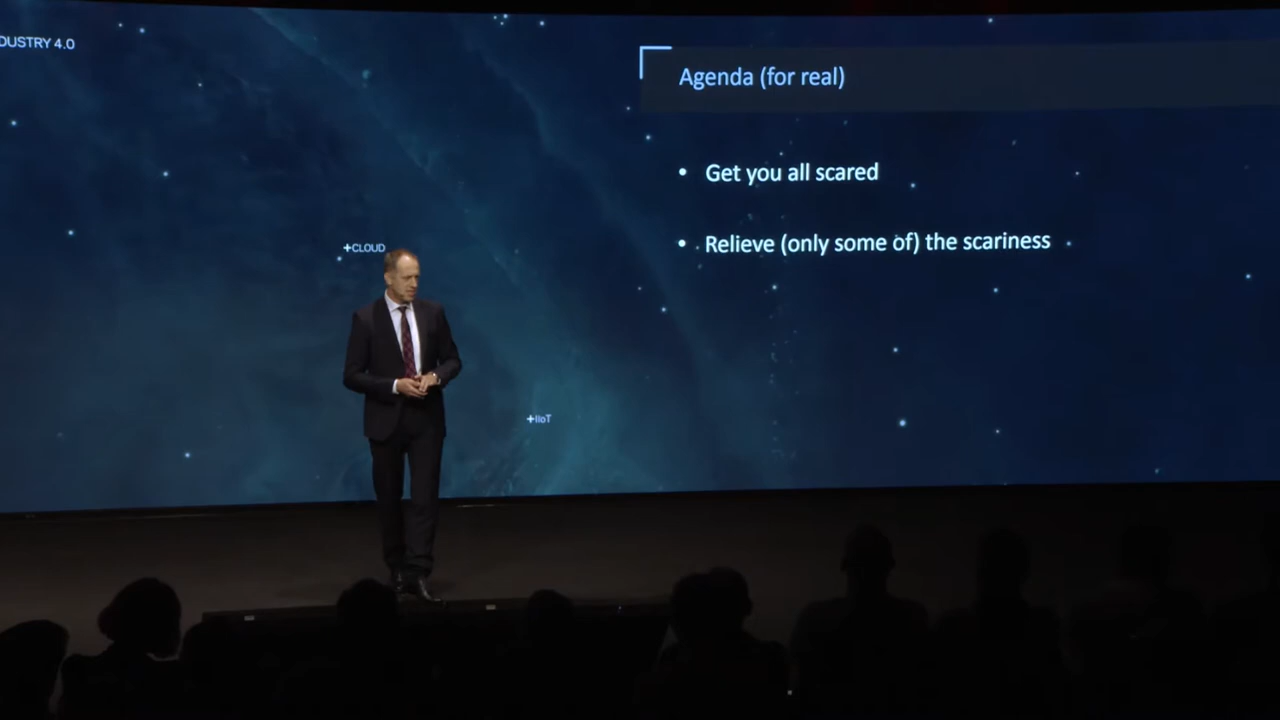 DUSTRY 4.0
Agenda (for real)
• Get you all scared
• Relieve (only some of) the scariness
+CLOUD
+IIoT